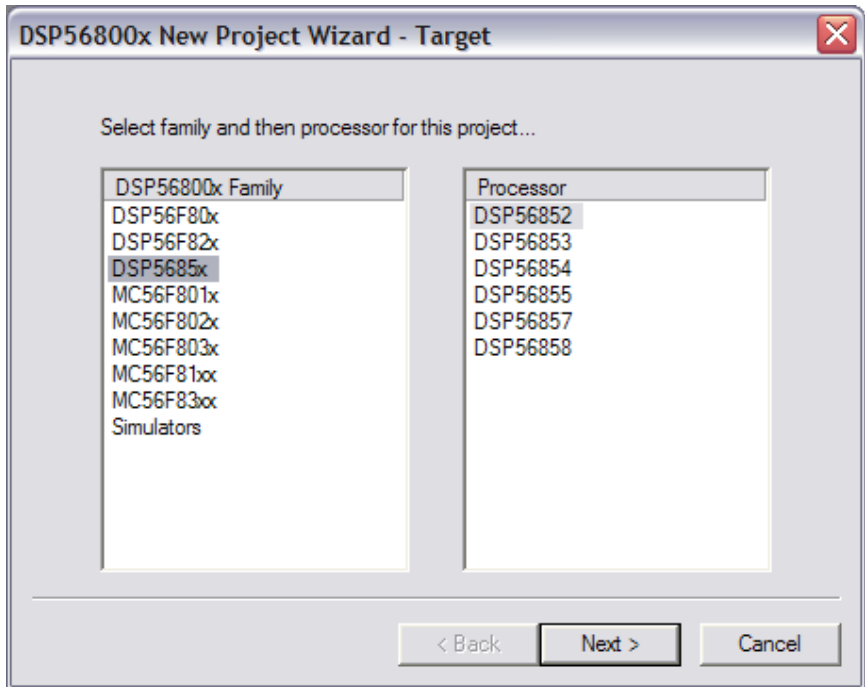 DSP56800x New Project Wizard - Target
Select family and then processor for this project...
DSP56800x Family
DSP56F80x
DSP56F82x
DSP5685x
MC56F801x
MC56F802x
MC56F803x
MC56F81xx
MC56F83xx
Simulators
Processor
DSP56852
DSP56853
DSP56854
DSP56855
DSP56857
DSP56858
< Back
Next >
Cancel